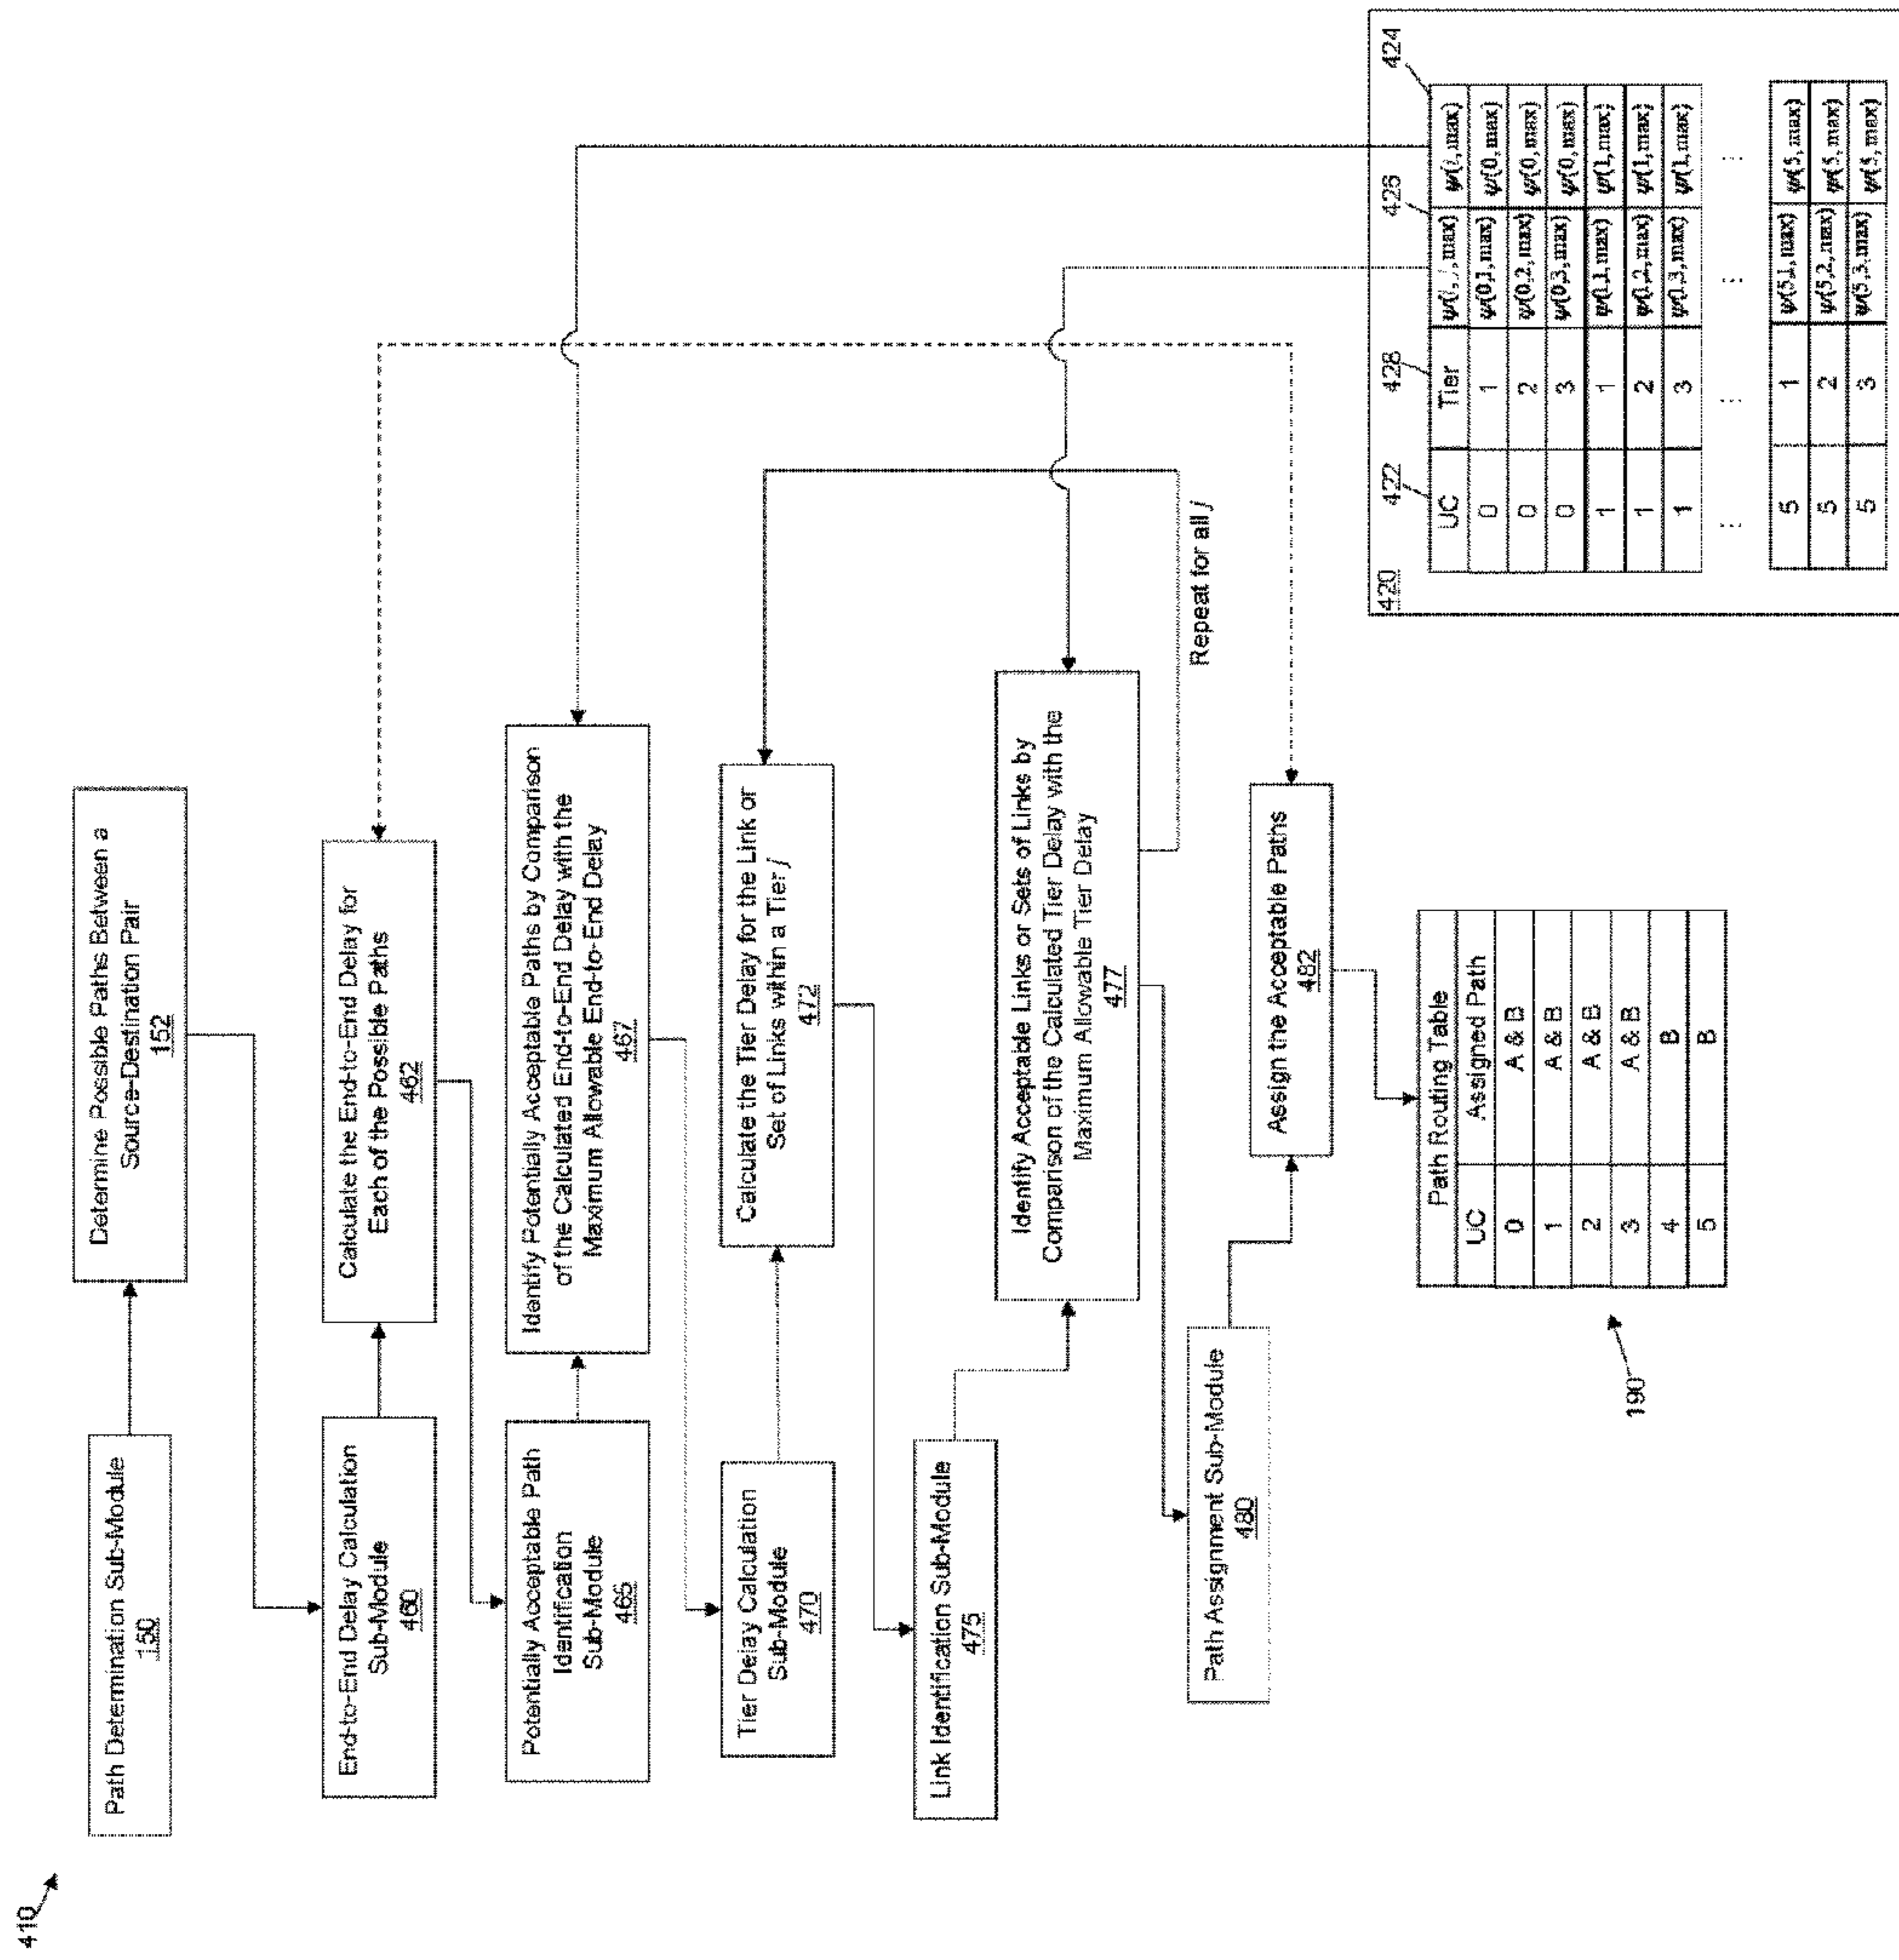 410
Path Determination Sub-Module
150
Determine Possible Paths Between a
Source-Destination Pair
152
End-to-End Delay Calculation
Sub-Module
460
Calculate the End-to-End Delay for
Each of the Possible Paths
462
Potentially Acceptable Path
Identification
Sub-Module
465
Identify Potentially Acceptable Paths by Comparison
of the Calculated End-to-End Delay with the
Maximum Allowable End-to-End Delay
467
Tier Delay Calculation
Sub-Module
470
Calculate the Tier Delay for the Link or
Set of Links within a Tier j
472
Link Identification Sub-Module
475
Identify Acceptable Links or Sets of Links by
Comparison of the Calculated Tier Delay with the
Maximum Allowable Tier Delay
477
Repeat for all j
Path Assignment Sub-Module
480
Assign the Acceptable Paths
482
190
Path Routing Table
UC Assigned Path
0 A & B
1 A & B
2 A & B
3 A & B
4 B
5 B
420
422 428 426 424
UC Tier ψ(i,j,max) ψ(i,max)
0 1 ψ(0,1,max) ψ(0,max)
0 2 ψ(0,2,max) ψ(0,max)
0 3 ψ(0,3,max) ψ(0,max)
1 1 ψ(1,1,max) ψ(1,max)
1 2 ψ(1,2,max) ψ(1,max)
1 3 ψ(1,3,max) ψ(1,max)
⋮ ⋮ ⋮ ⋮
5 1 ψ(5,1,max) ψ(5,max)
5 2 ψ(5,2,max) ψ(5,max)
5 3 ψ(5,3,max) ψ(5,max)